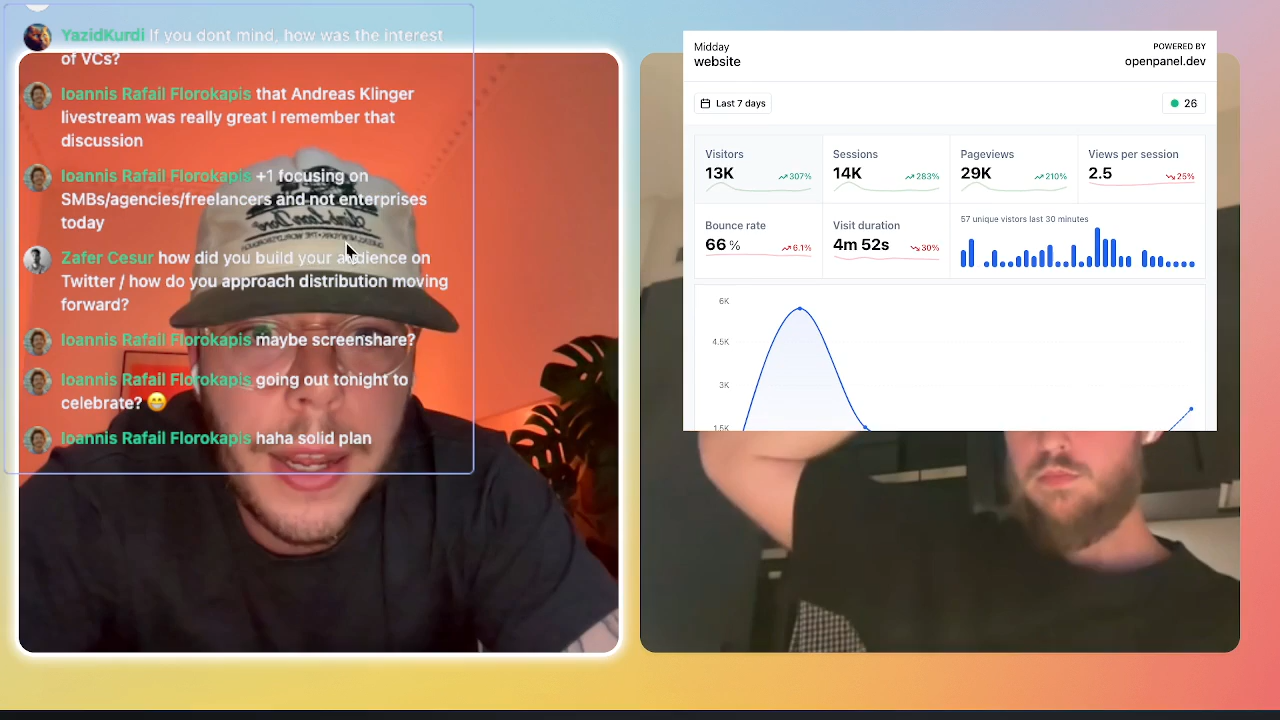 YazidKurdi If you dont mind, how was the interest
of VCs?
Ioannis Rafail Florokapis that Andreas Klinger
livestream was really great I remember that
discussion
Ioannis Rafail Florokapis +1 focusing on
SMBs/agencies/freelancers and not enterprises
today
Zafer Cesur how did you build your audience on
Twitter / how do you approach distribution moving
forward?
Ioannis Rafail Florokapis maybe screenshare?
Ioannis Rafail Florokapis going out tonight to
celebrate? 😁
Ioannis Rafail Florokapis haha solid plan
Midday
website
POWERED BY
openpanel.dev
Last 7 days
26
Visitors
13K
307%
Sessions
14K
283%
Pageviews
29K
210%
Views per session
2.5
25%
Bounce rate
66 %
6.1%
Visit duration
4m 52s
30%
57 unique vistors last 30 minutes
6K
4.5K
3K
1.5K